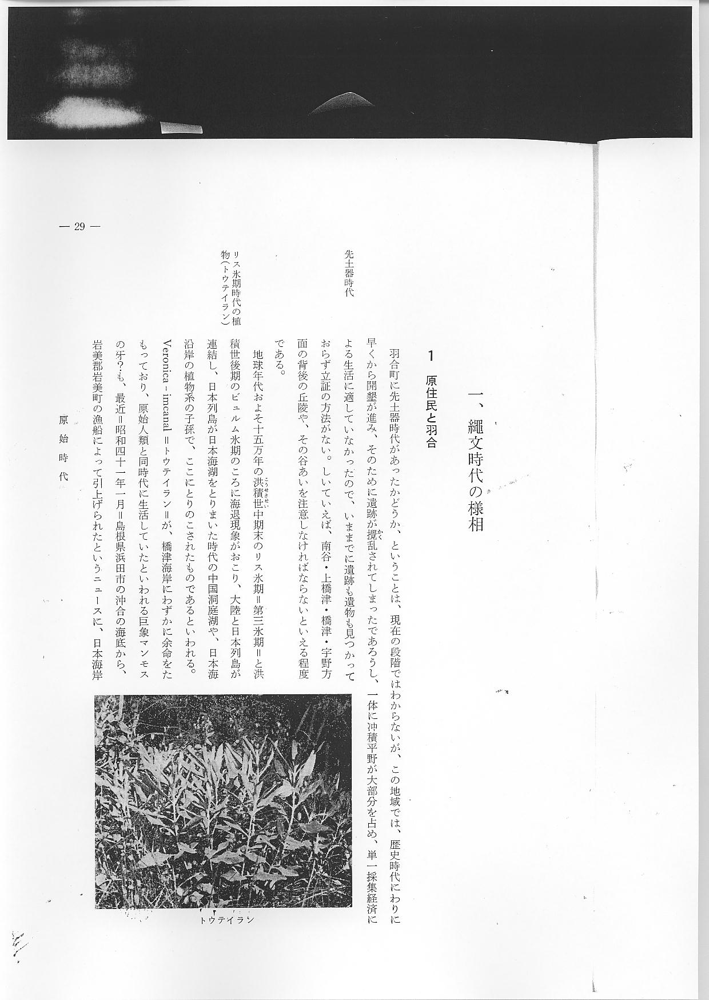 一、繩文時代の様相
1 原住民と羽合
先土器時代
羽合町に先土器時代があったかどうか、ということは、現在の段階ではわからないが、この地域では、歴史時代にわりに
早くから開墾が進み、そのために遺跡が攪乱されてしまったであろうし、一体に沖積平野が大部分を占め、単一採集経済に
かく
よる生活に適していなかったので、いままでに遺跡も遺物も見つかって
おらず立証の方法がない。しいていえば、南谷・上橋津・橋津・宇野方
面の背後の丘陵や、その谷あいを注意しなければならないといえる程度
である。
リス氷期時代の植
物(トウテイラン)
地球年代およそ十五万年の洪積世中期末のリス氷期＝第三氷期＝と洪
こうせきせい
積世後期のビュルム氷期のころに海退現象がおこり、大陸と日本列島が
連結し、日本列島が日本海湖をとりまいた時代の中国洞庭湖や、日本海
沿岸の植物系の子孫で、ここにとりのこされたものであるといわれる。
Veronica-imcanal＝トウテイラン＝が、橋津海岸にわずかに余命をた
もっており、原始人類と同時代に生活していたといわれる巨象マンモス
の牙?も、最近＝昭和四十一年一月＝島根県浜田市の沖合の海底から、
岩美郡岩美町の漁船によって引上げられたというニュースに、日本海岸
トウテイラン
原始時代
― 29 ―